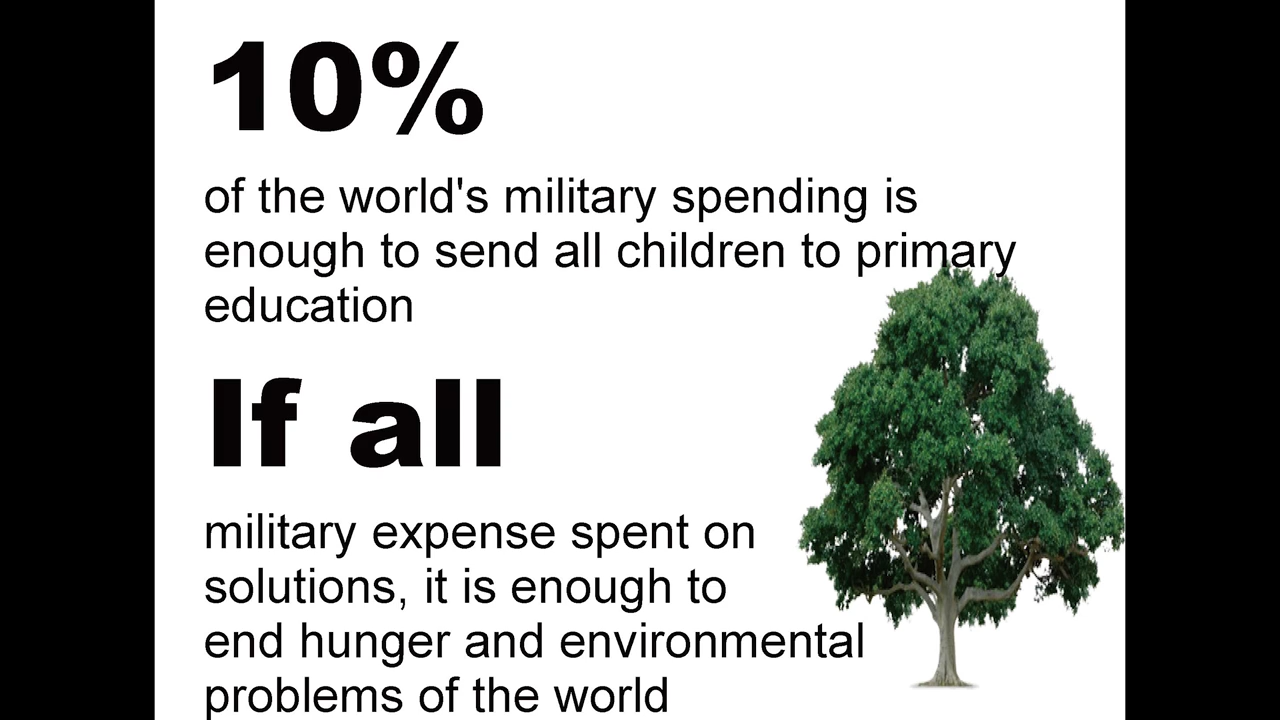 10%
of the world's military spending is
enough to send all children to primary
education
If all
military expense spent on
solutions, it is enough to
end hunger and environmental
problems of the world